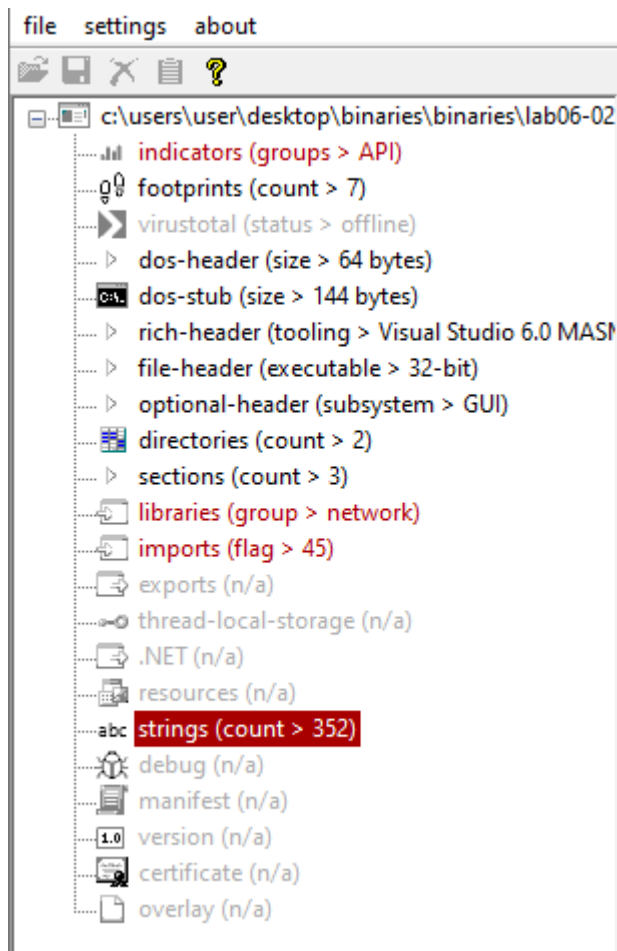 file settings about
c:\users\user\desktop\binaries\binaries\lab06-02
indicators (groups > API)
footprints (count > 7)
virustotal (status > offline)
dos-header (size > 64 bytes)
dos-stub (size > 144 bytes)
rich-header (tooling > Visual Studio 6.0 MASM
file-header (executable > 32-bit)
optional-header (subsystem > GUI)
directories (count > 2)
sections (count > 3)
libraries (group > network)
imports (flag > 45)
exports (n/a)
thread-local-storage (n/a)
.NET (n/a)
resources (n/a)
abc strings (count > 352)
debug (n/a)
manifest (n/a)
1.0 version (n/a)
certificate (n/a)
overlay (n/a)